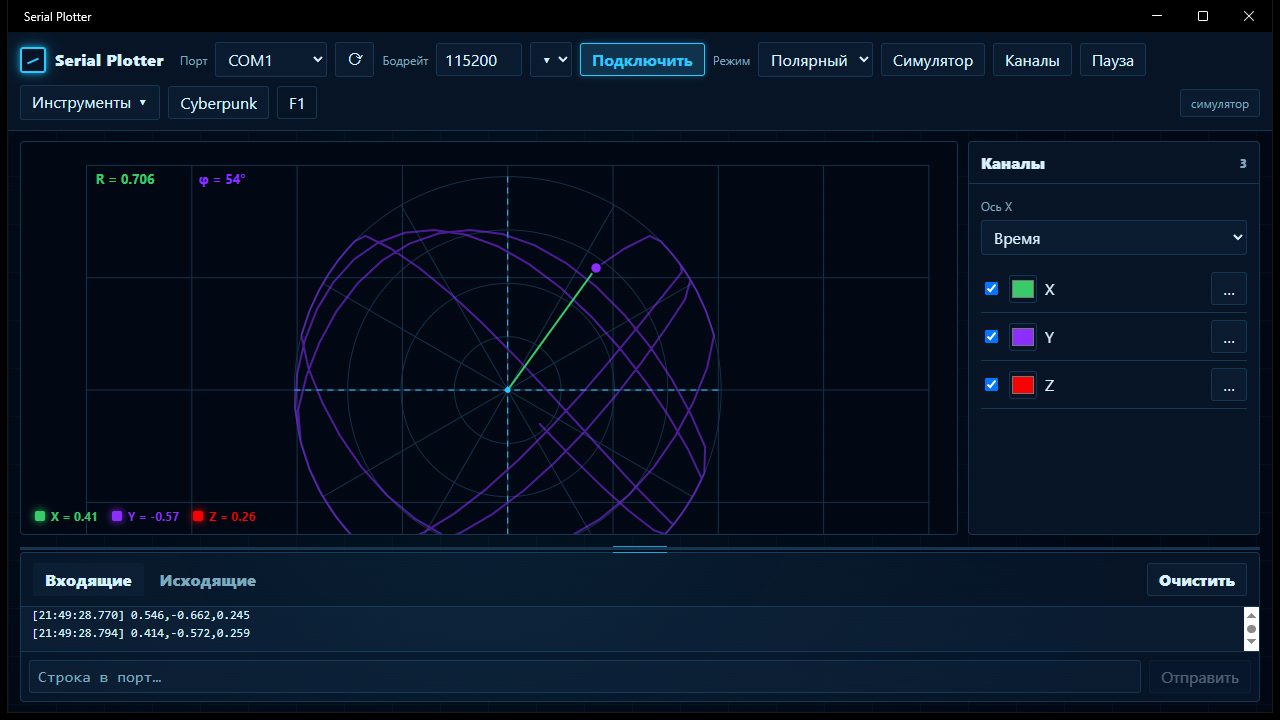 Serial Plotter
Serial Plotter Порт COM1 Бодрейт 115200 Подключить Режим Полярный Симулятор Каналы Пауза
Инструменты ▼ Cyberpunk F1 симулятор
R = 0.706 φ = 54°
X = 0.41 Y = -0.57 Z = 0.26
Каналы 3
Ось X
Время
X ...
Y ...
Z ...
Входящие Исходящие Очистить
[21:49:28.770] 0.546,-0.662,0.245
[21:49:28.794] 0.414,-0.572,0.259
Строка в порт… Отправить